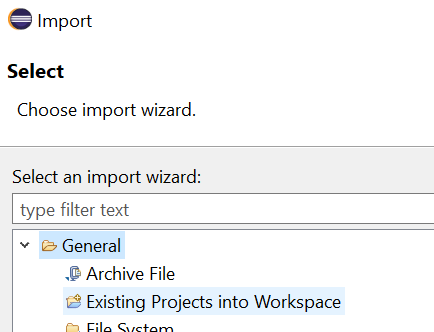 Import
Select
Choose import wizard.
Select an import wizard:
type filter text
General
Archive File
Existing Projects into Workspace
File System